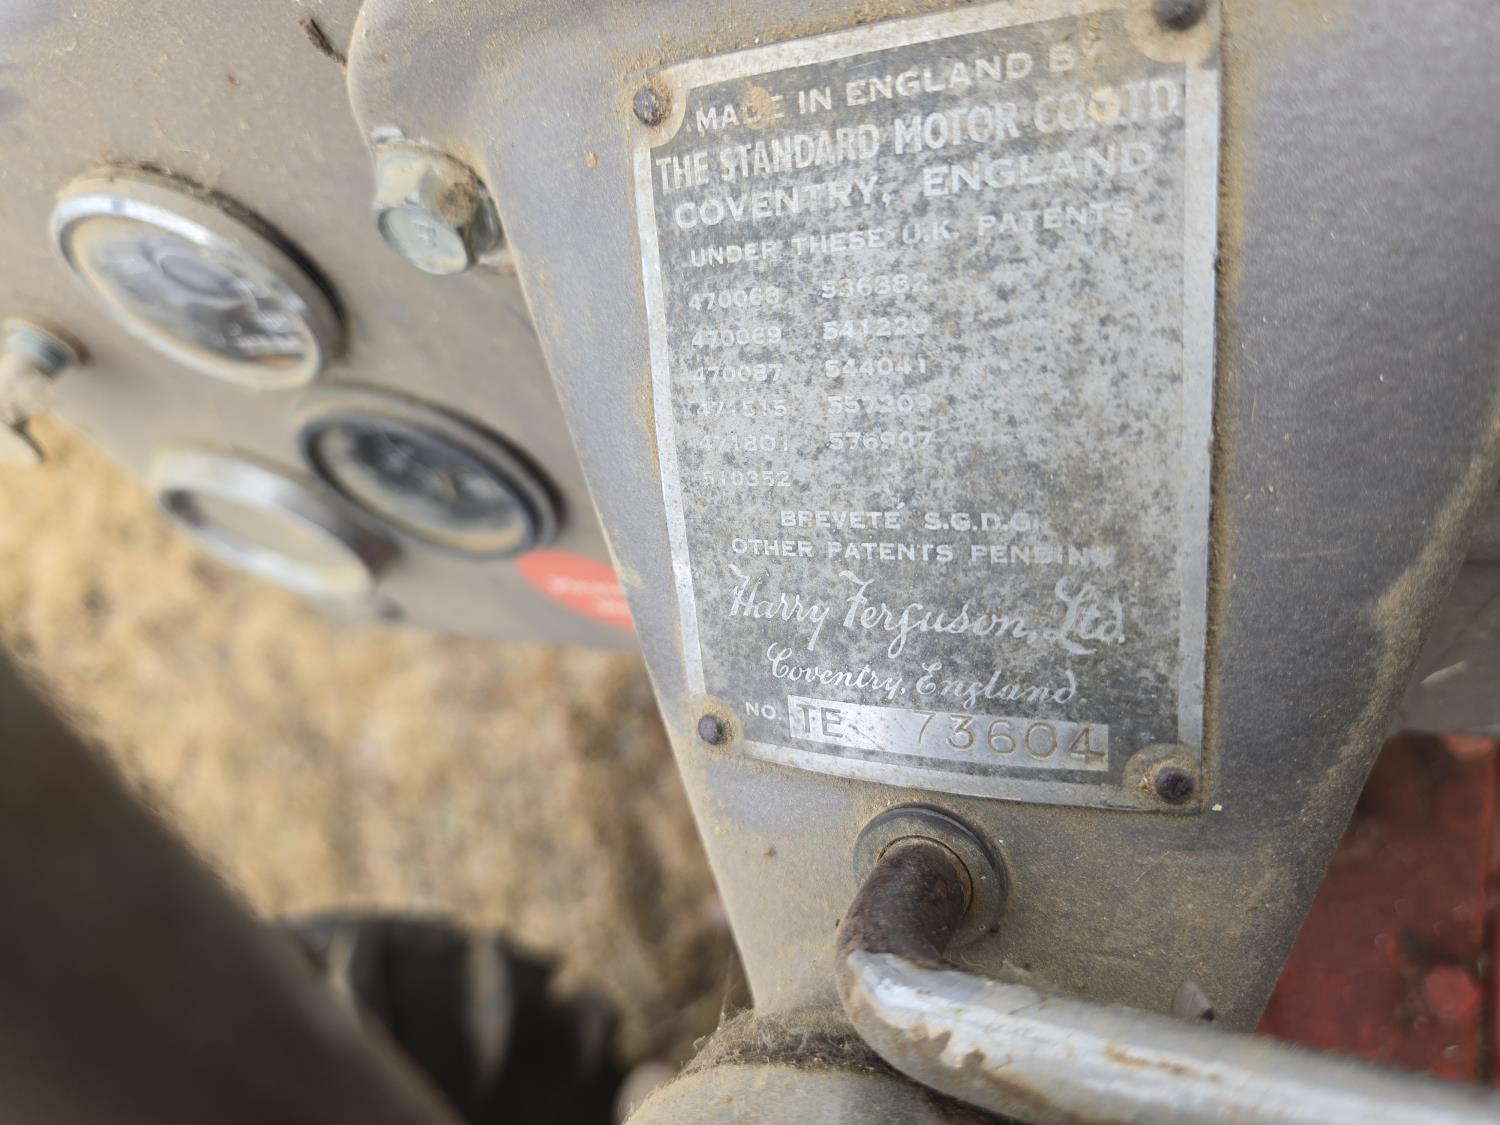 MADE IN ENGLAND BY
THE STANDARD MOTOR CO. LTD
COVENTRY, ENGLAND
UNDER THESE U.K. PATENTS
470068 536382
470069 541220
470087 544041
471515 557209
471801 576907
510352
BREVETÉ S.G.D.G.
OTHER PATENTS PENDING
Harry Ferguson, Ltd.
Coventry, England.
NO. TE 73604